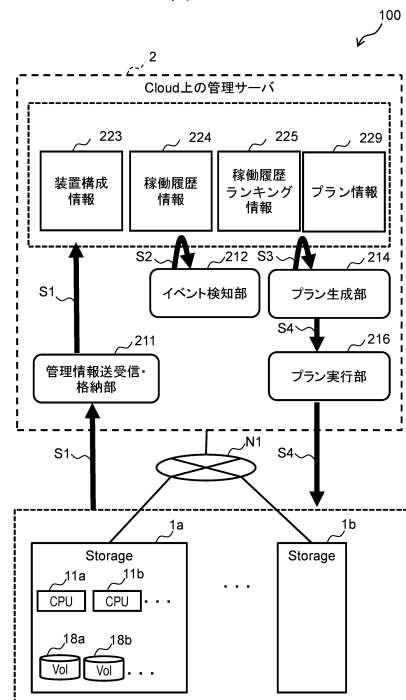 100
2
Cloud上の管理サーバ
223
224
225
229
装置構成
情報
稼働履歴
情報
稼働履歴
ランキング
情報
プラン情報
S2
212
S3
214
S1
イベント検知部
プラン生成部
S4
211
216
管理情報送受信・
格納部
プラン実行部
N1
S1
S4
1a
1b
Storage
Storage
11a
11b
CPU
CPU
・・・
・・・
18a
18b
Vol
Vol
・・・